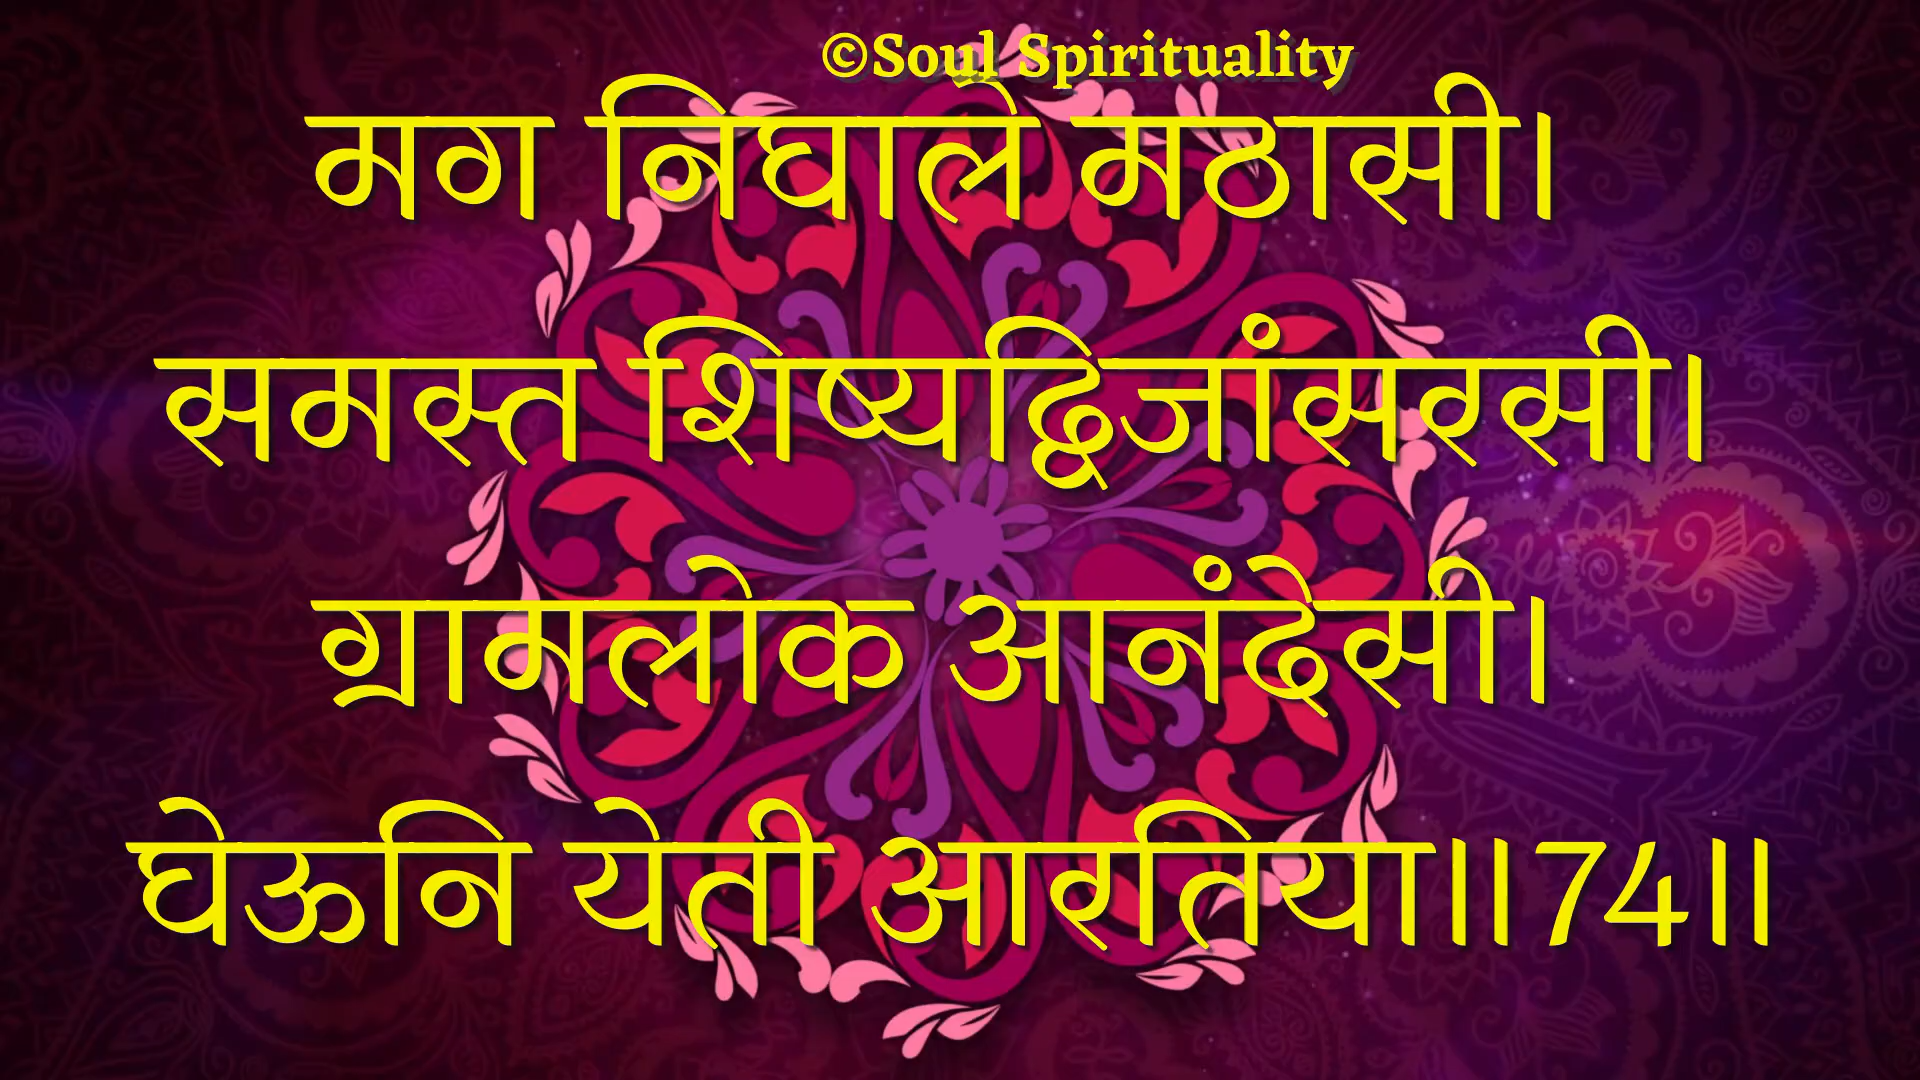 ©Soul Spirituality
मग निघाले मठासी।
समस्त शिष्यद्विजांसरसी।
ग्रामलोक आनंदेसी।
घेऊनि येती आरतिया॥74॥